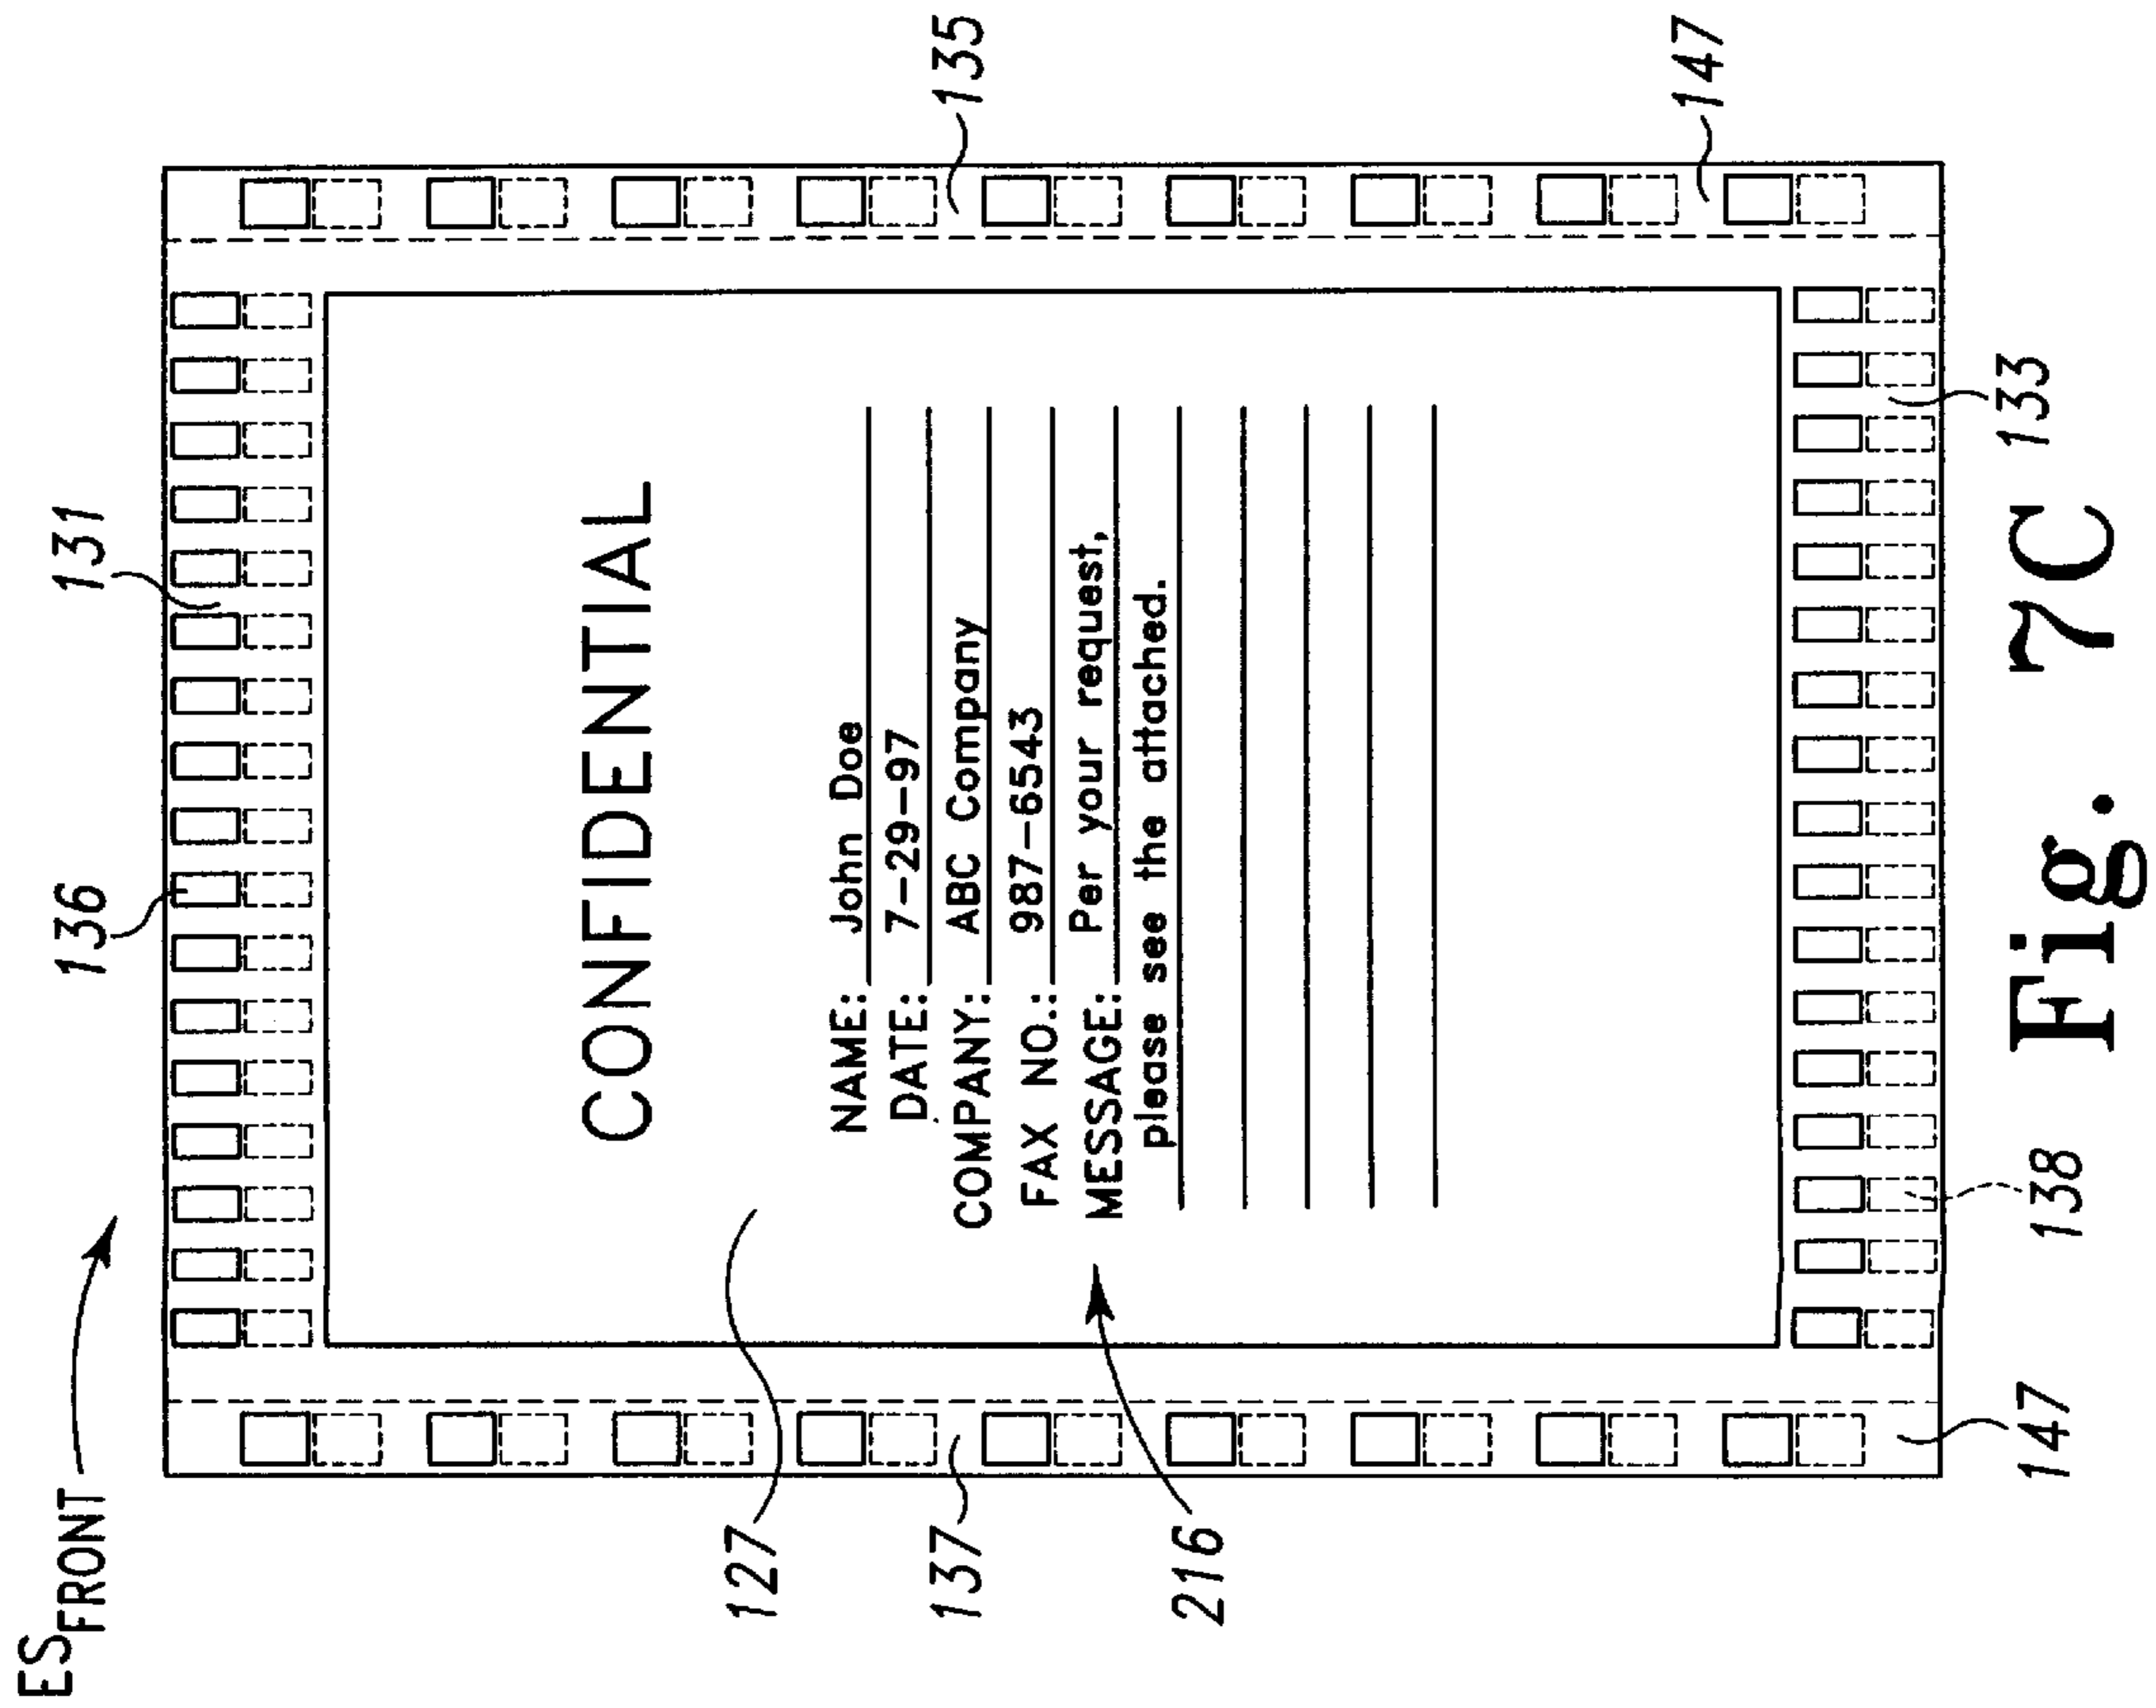 ES FRONT
136
131
127
CONFIDENTIAL
137
135
NAME: John Doe
DATE: 7-29-97
COMPANY: ABC Company
FAX NO.: 987-6543
MESSAGE: Per your request,
please see the attached.
216
147
147
138
133
Fig. 7C